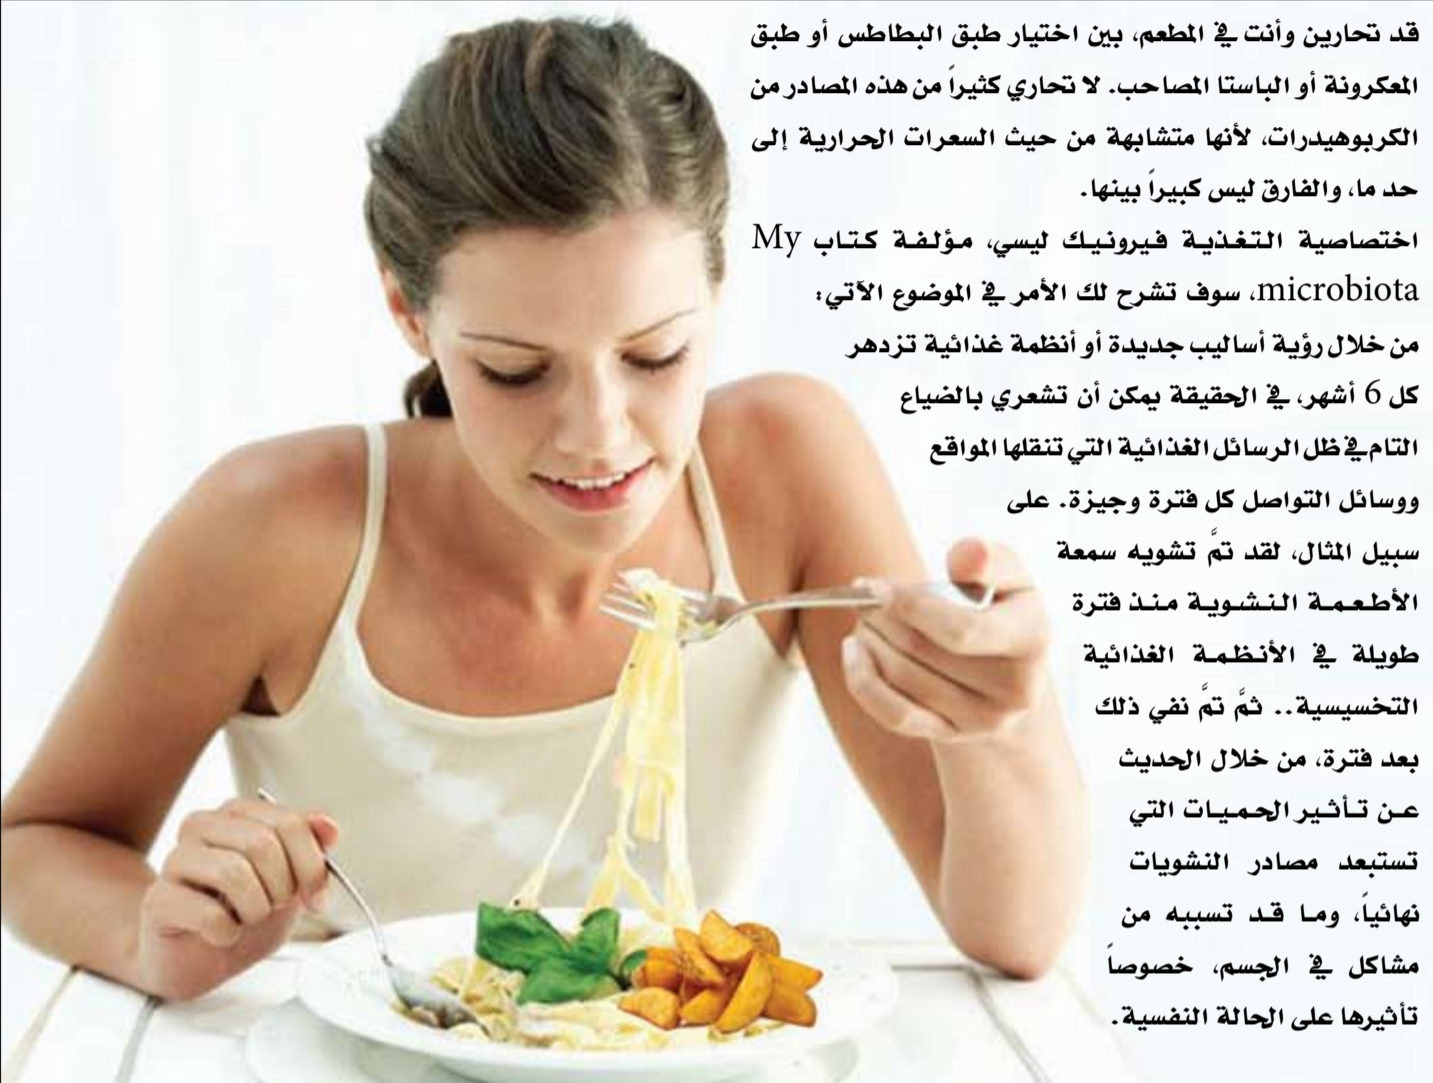 قد تحارين وأنت في المطعم، بين اختيار طبق البطاطس أو طبق
المعكرونة أو الباستا المصاحب. لا تحاري كثيراً من هذه المصادر من
الكربوهيدرات، لأنها متشابهة من حيث السعرات الحرارية إلى
حد ما، والفارق ليس كبيراً بينها.
اختصاصية التغذية فيرونيك ليسي، مؤلفة كتاب My
microbiota، سوف تشرح لك الأمر في الموضوع الآتي:
من خلال رؤية أساليب جديدة أو أنظمة غذائية تزدهر
كل 6 أشهر، في الحقيقة يمكن أن تشعري بالضياع
التام في ظل الرسائل الغذائية التي تنقلها المواقع
ووسائل التواصل كل فترة وجيزة. على
سبيل المثال، لقد تمَّ تشويه سمعة
الأطعمة النشوية منذ فترة
طويلة في الأنظمة الغذائية
التخسيسية.. ثمَّ تمَّ نفي ذلك
بعد فترة، من خلال الحديث
عن تأثير الحميات التي
تستبعد مصادر النشويات
نهائياً، وما قد تسببه من
مشاكل في الجسم، خصوصاً
تأثيرها على الحالة النفسية.